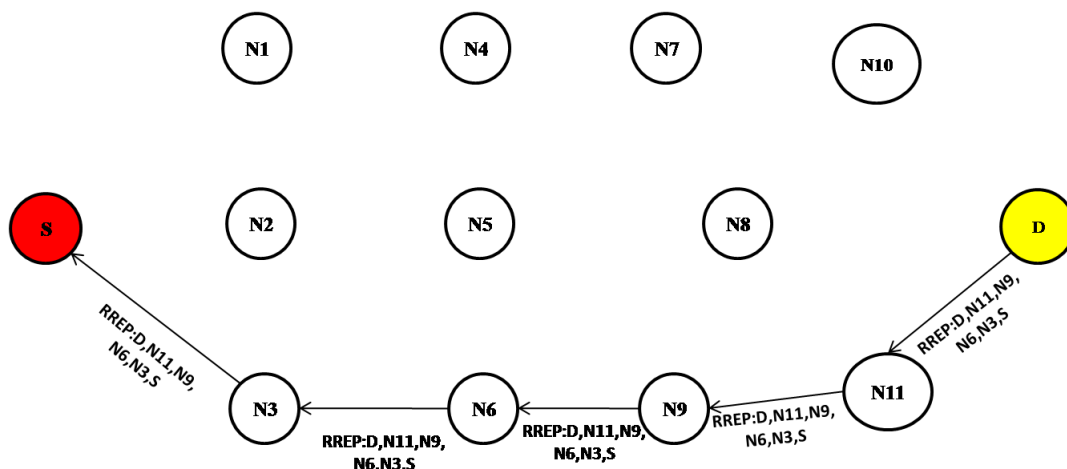 N1
N4
N7
N10
S
N2
N5
N8
D
RREP:D,N11,N9,
N6,N3,S
RREP:D,N11,N9,
N6,N3,S
N3
N6
N9
N11
RREP:D,N11,N9,
N6,N3,S
RREP:D,N11,N9,
N6,N3,S
RREP:D,N11,N9,
N6,N3,S